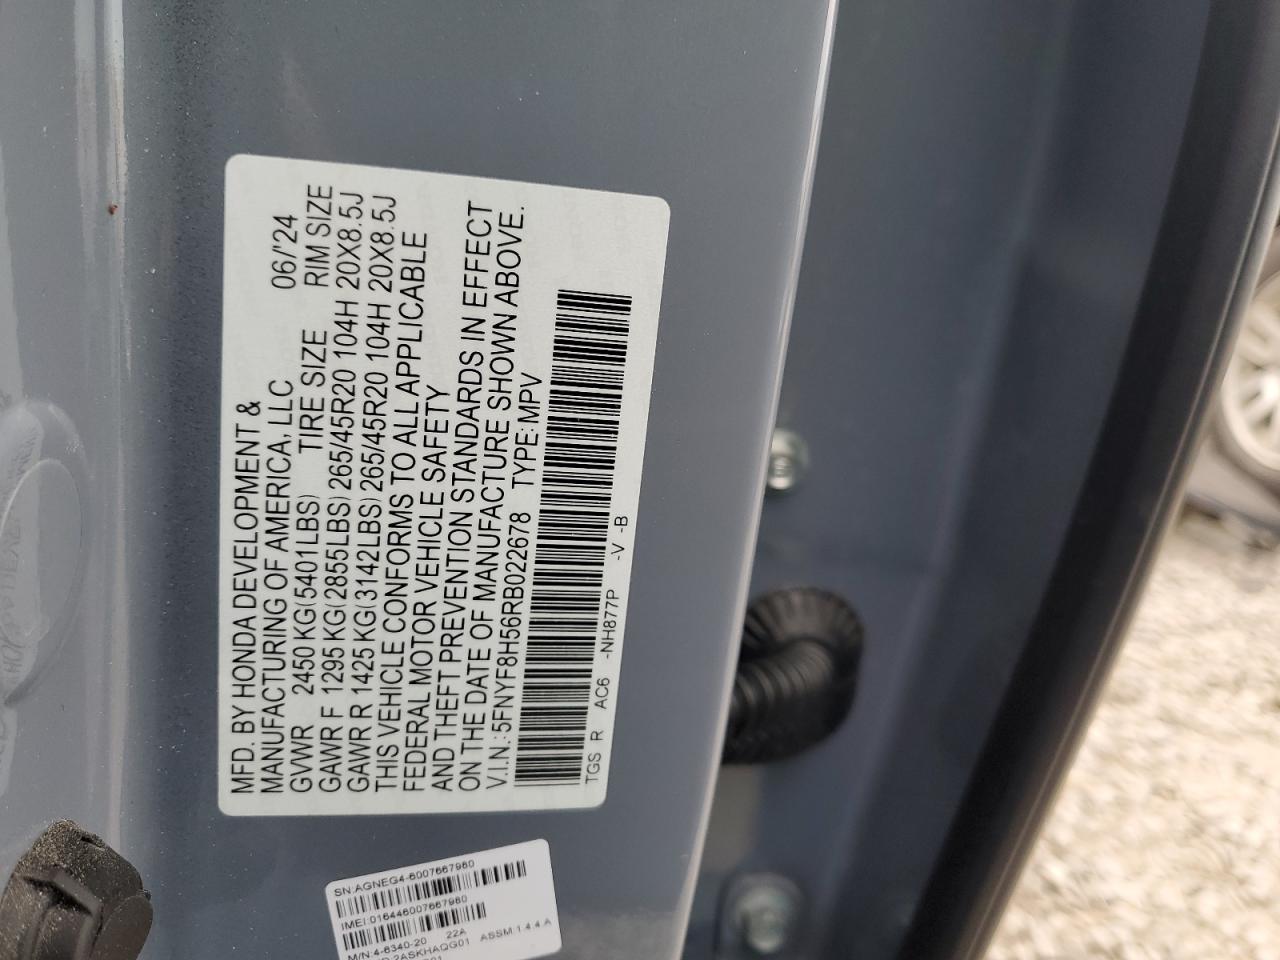 MFD. BY HONDA DEVELOPMENT &
MANUFACTURING OF AMERICA, LLC 06/'24
GVWR 2450 KG(5401LBS) TIRE SIZE RIM SIZE
GAWR F 1295 KG(2855LBS) 265/45R20 104H 20X8.5J
GAWR R 1425 KG(3142LBS) 265/45R20 104H 20X8.5J
THIS VEHICLE CONFORMS TO ALL APPLICABLE
FEDERAL MOTOR VEHICLE SAFETY
AND THEFT PREVENTION STANDARDS IN EFFECT
ON THE DATE OF MANUFACTURE SHOWN ABOVE.
V.I.N.: 5FNYF8H56RB022678 TYPE: MPV
TGS R AC6 -NH877P -V -B
SN:AGNEG4-6007667980
IMEI:016446007667980
M/N:4-6340-20 22A
2ASKHAQG01 ASSM:1.4.4.A